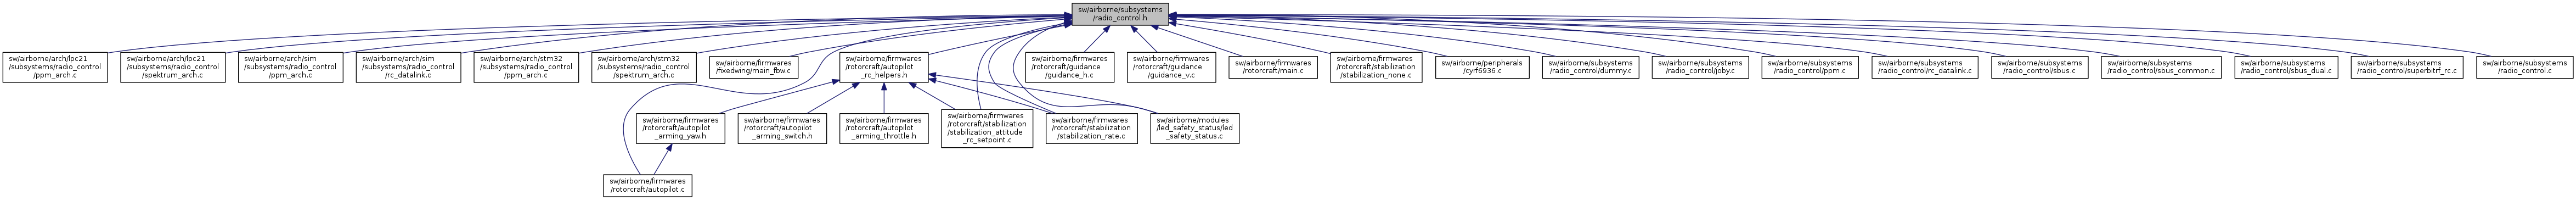 sw/airborne/subsystems
/radio_control.h
sw/airborne/arch/lpc21
/subsystems/radio_control
/ppm_arch.c
sw/airborne/arch/lpc21
/subsystems/radio_control
/spektrum_arch.c
sw/airborne/arch/sim
/subsystems/radio_control
/ppm_arch.c
sw/airborne/arch/sim
/subsystems/radio_control
/rc_datalink.c
sw/airborne/arch/stm32
/subsystems/radio_control
/ppm_arch.c
sw/airborne/arch/stm32
/subsystems/radio_control
/spektrum_arch.c
sw/airborne/firmwares
/fixedwing/main_fbw.c
sw/airborne/firmwares
/rotorcraft/autopilot
_rc_helpers.h
sw/airborne/firmwares
/rotorcraft/guidance
/guidance_h.c
sw/airborne/firmwares
/rotorcraft/guidance
/guidance_v.c
sw/airborne/firmwares
/rotorcraft/main.c
sw/airborne/firmwares
/rotorcraft/stabilization
/stabilization_none.c
sw/airborne/peripherals
/cyrf6936.c
sw/airborne/subsystems
/radio_control/dummy.c
sw/airborne/subsystems
/radio_control/joby.c
sw/airborne/subsystems
/radio_control/ppm.c
sw/airborne/subsystems
/radio_control/rc_datalink.c
sw/airborne/subsystems
/radio_control/sbus.c
sw/airborne/subsystems
/radio_control/sbus_common.c
sw/airborne/subsystems
/radio_control/sbus_dual.c
sw/airborne/subsystems
/radio_control/superbitrf_rc.c
sw/airborne/subsystems
/radio_control.c
sw/airborne/firmwares
/rotorcraft/autopilot
_arming_yaw.h
sw/airborne/firmwares
/rotorcraft/autopilot
_arming_switch.h
sw/airborne/firmwares
/rotorcraft/autopilot
_arming_throttle.h
sw/airborne/firmwares
/rotorcraft/stabilization
/stabilization_attitude
_rc_setpoint.c
sw/airborne/firmwares
/rotorcraft/stabilization
/stabilization_rate.c
sw/airborne/modules
/led_safety_status/led
_safety_status.c
sw/airborne/firmwares
/rotorcraft/autopilot.c